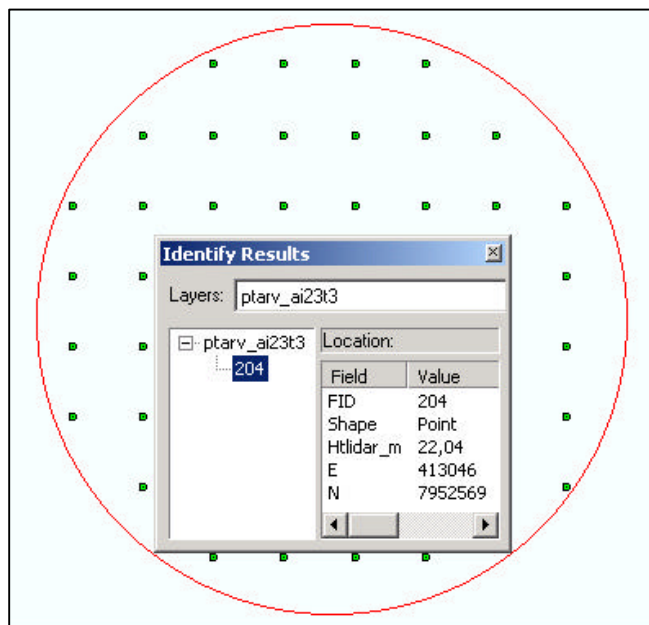 Identify Results
Layers: ptarv_ai23t3
ptarv_ai23t3
204
Location:
Field Value
FID 204
Shape Point
Htlidar_m 22,04
E 413046
N 7952569